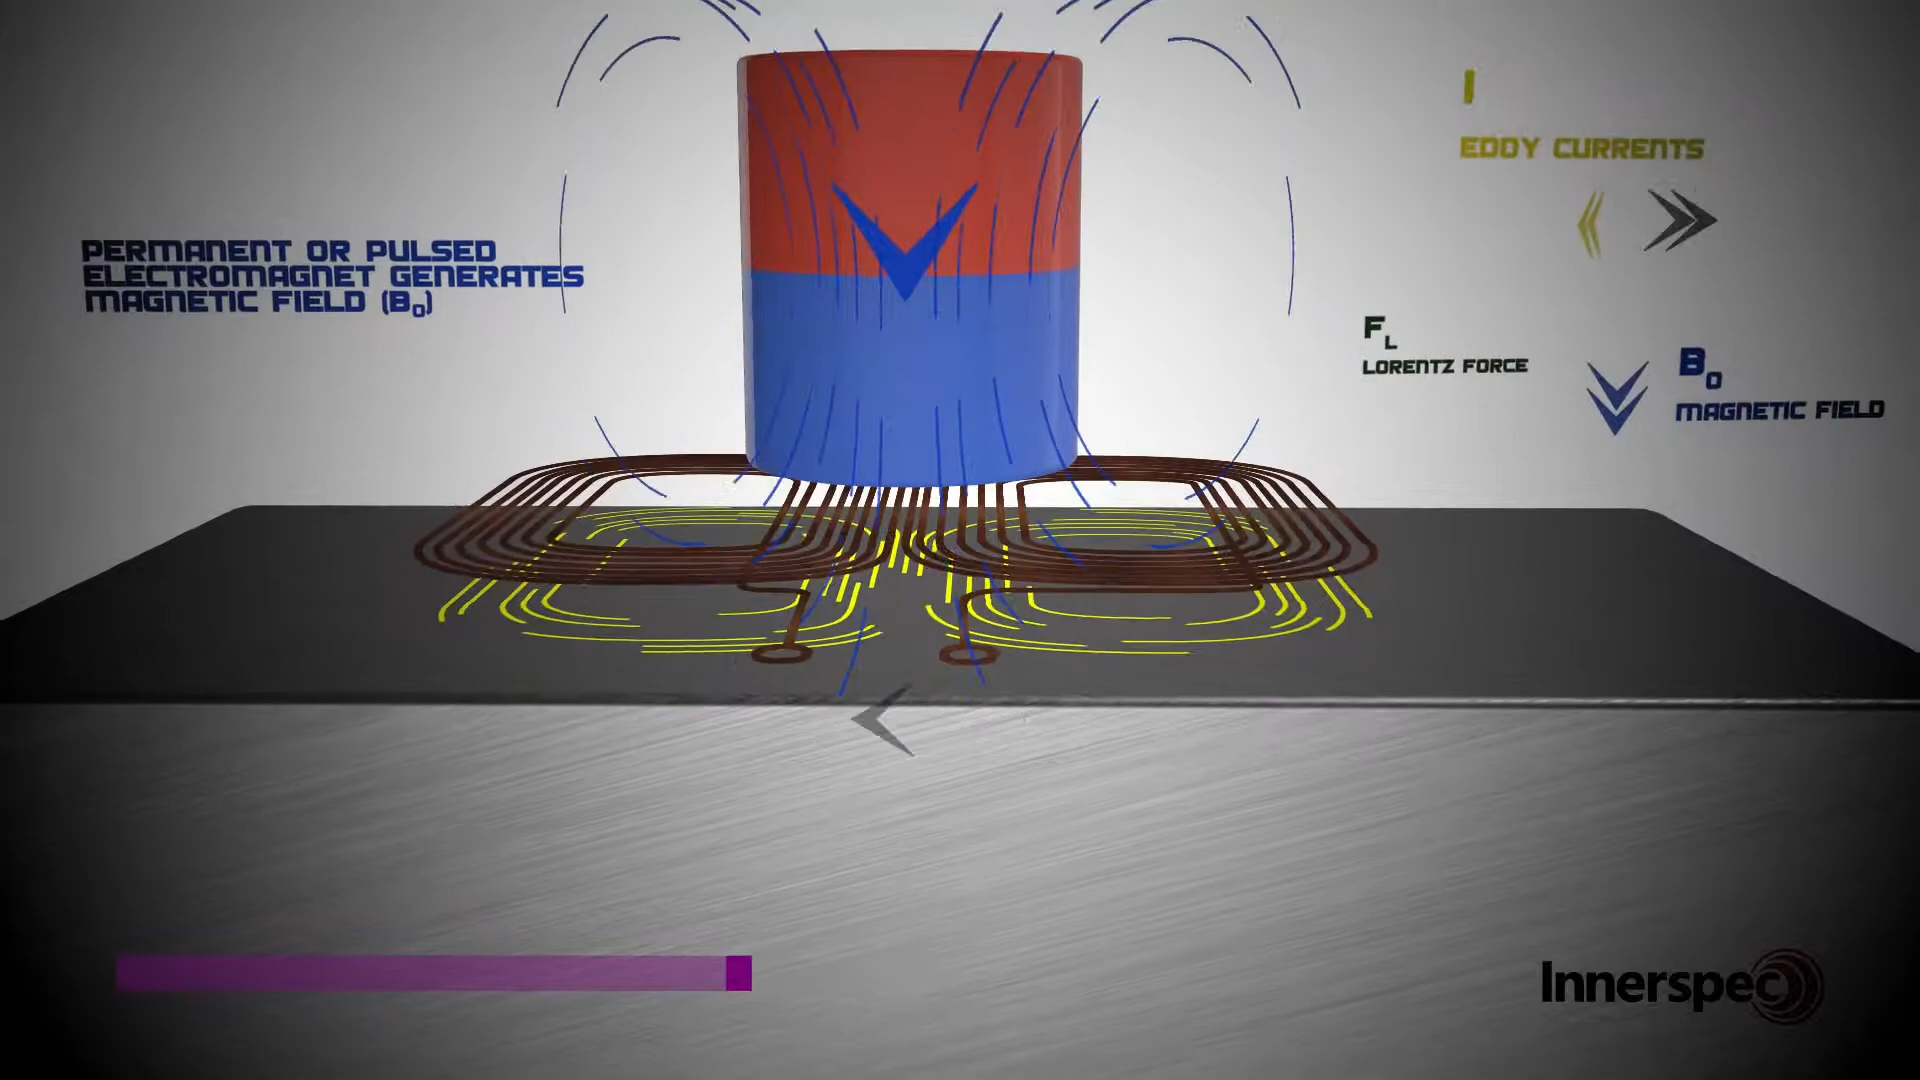 PERMANENT OR PULSED
ELECTROMAGNET GENERATES
MAGNETIC FIELD (B0)
I
EDDY CURRENTS
FL
LORENTZ FORCE
B0
MAGNETIC FIELD
Innerspec